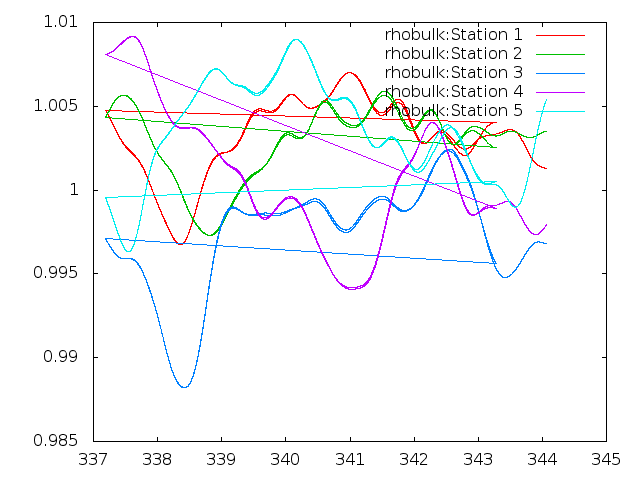 1.01
1.005
1
0.995
0.99
0.985
337 338 339 340 341 342 343 344 345
rhobulk:Station 1
rhobulk:Station 2
rhobulk:Station 3
rhobulk:Station 4
rhobulk:Station 5